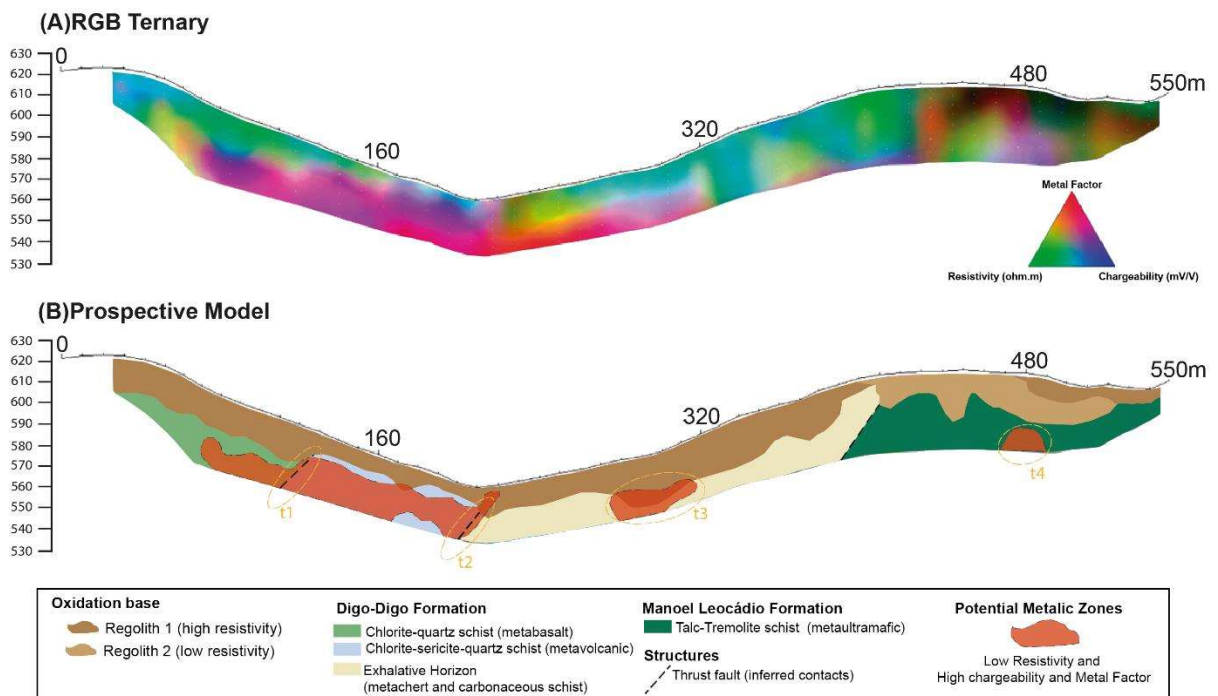 (A)RGB Ternary
630
620
610
600
590
580
570
560
550
540
530
0
160
320
480
550m
Metal Factor
Resistivity (ohm.m)
Chargeability (mV/V)
(B)Prospective Model
630
620
610
600
590
580
570
560
550
540
530
0
160
320
480
550m
t1
t2
t3
t4
Oxidation base
Regolith 1 (high resistivity)
Regolith 2 (low resistivity)
Digo-Digo Formation
Chlorite-quartz schist (metabasalt)
Chlorite-sericite-quartz schist (metavolcanic)
Exhalative Horizon
(metachert and carbonaceous schist)
Manoel Leocádio Formation
Talc-Tremolite schist (metaultramafic)
Structures
Thrust fault (inferred contacts)
Potential Metalic Zones
Low Resistivity and
High chargeability and Metal Factor